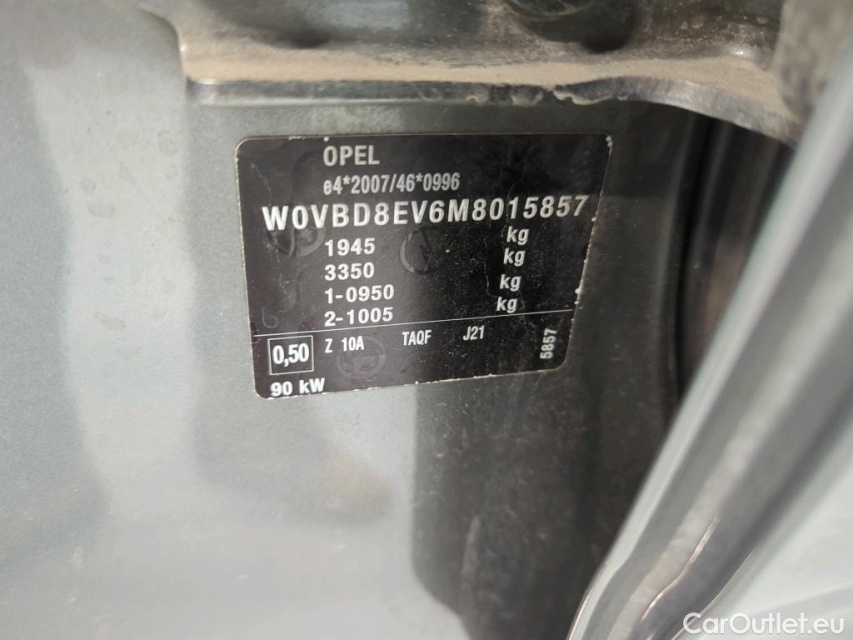 OPEL
e4*2007/46*0996
W0VBD8EV6M8015857
1945 kg
3350 kg
1-0950 kg
2-1005 kg
0,50 Z 10A TAQF J21 5857
90 kW
CarOutlet.eu